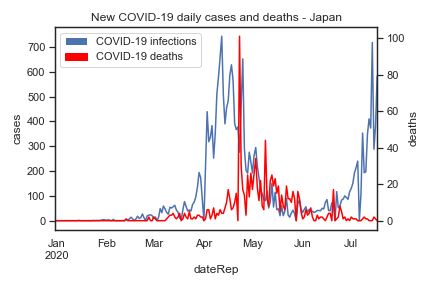 New COVID-19 daily cases and deaths - Japan
COVID-19 infections
COVID-19 deaths
700
600
500
400
300
200
100
0
cases
100
80
60
40
20
0
deaths
Jan Feb Mar Apr May Jun Jul
2020
dateRep